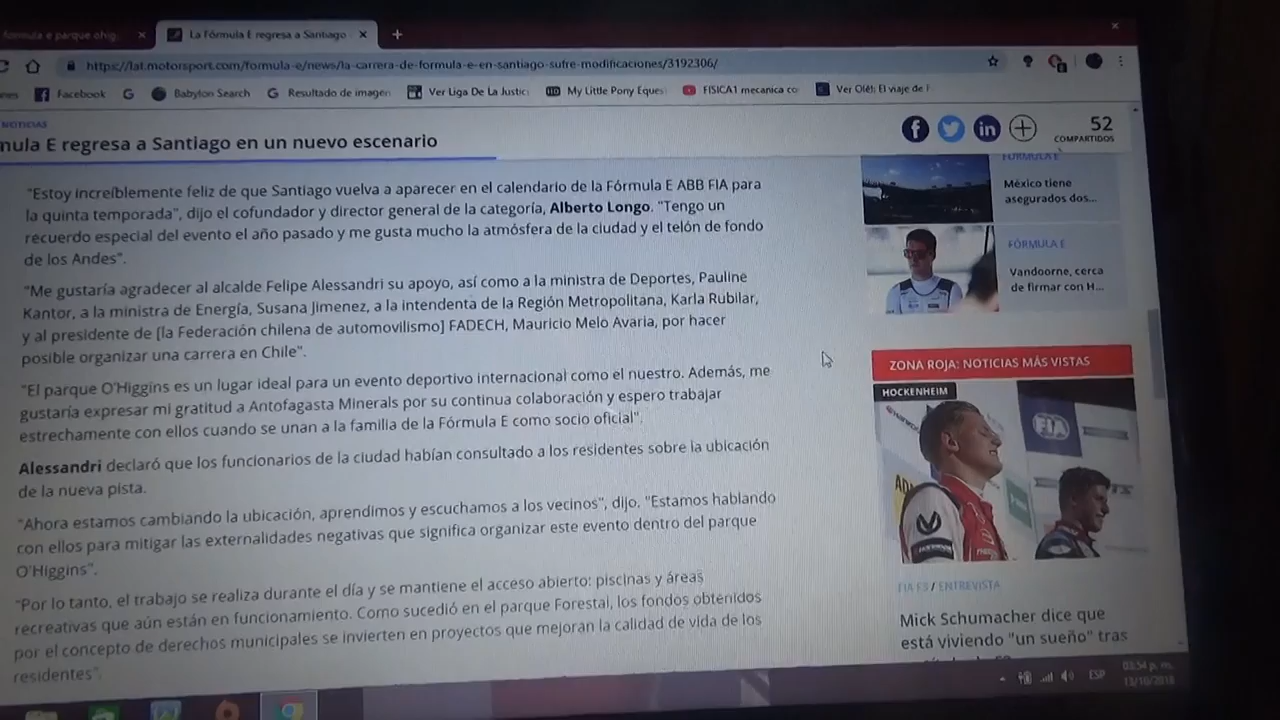 La Fórmula E regresa a Santiago
https://lat.motorsport.com/formula-e/news/la-carrera-de-formula-e-en-santiago-sufre-modificaciones/3192306/
Facebook
Babylon Search
Resultado de imagen
Ver Liga De La Justic
My Little Pony Eques
FISICA1 mecanica co
Ver Olé!: El viaje de F
NOTICIAS
mula E regresa a Santiago en un nuevo escenario
52
COMPARTIDOS
"Estoy increíblemente feliz de que Santiago vuelva a aparecer en el calendario de la Fórmula E ABB FIA para
la quinta temporada", dijo el cofundador y director general de la categoría, Alberto Longo. "Tengo un
recuerdo especial del evento el año pasado y me gusta mucho la atmósfera de la ciudad y el telón de fondo
de los Andes".
"Me gustaría agradecer al alcalde Felipe Alessandri su apoyo, así como a la ministra de Deportes, Pauline
Kantor, a la ministra de Energía, Susana Jimenez, a la intendenta de la Región Metropolitana, Karla Rubilar,
y al presidente de [la Federación chilena de automovilismo] FADECH, Mauricio Melo Avaria, por hacer
posible organizar una carrera en Chile".
"El parque O'Higgins es un lugar ideal para un evento deportivo internacional como el nuestro. Además, me
gustaría expresar mi gratitud a Antofagasta Minerals por su continua colaboración y espero trabajar
estrechamente con ellos cuando se unan a la familia de la Fórmula E como socio oficial".
Alessandri declaró que los funcionarios de la ciudad habían consultado a los residentes sobre la ubicación
de la nueva pista.
"Ahora estamos cambiando la ubicación, aprendimos y escuchamos a los vecinos", dijo. "Estamos hablando
con ellos para mitigar las externalidades negativas que significa organizar este evento dentro del parque
O'Higgins".
"Por lo tanto, el trabajo se realiza durante el día y se mantiene el acceso abierto: piscinas y áreas
recreativas que aún están en funcionamiento. Como sucedió en el parque Forestal, los fondos obtenidos
por el concepto de derechos municipales se invierten en proyectos que mejoran la calidad de vida de los
residentes".
FÓRMULA E
México tiene
asegurados dos...
FÓRMULA E
Vandoorne, cerca
de firmar con H...
ZONA ROJA: NOTICIAS MÁS VISTAS
HOCKENHEIM
FIA
FIA F3 / ENTREVISTA
Mick Schumacher dice que
está viviendo "un sueño" tras
ESP
03:54 p. m.
13/10/2018